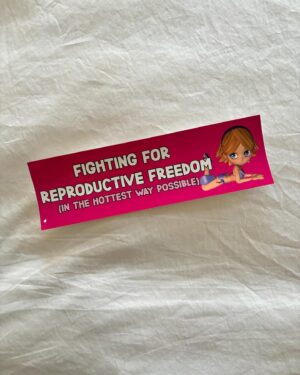 FIGHTING FOR
REPRODUCTIVE FREEDOM
(IN THE HOTTEST WAY POSSIBLE)